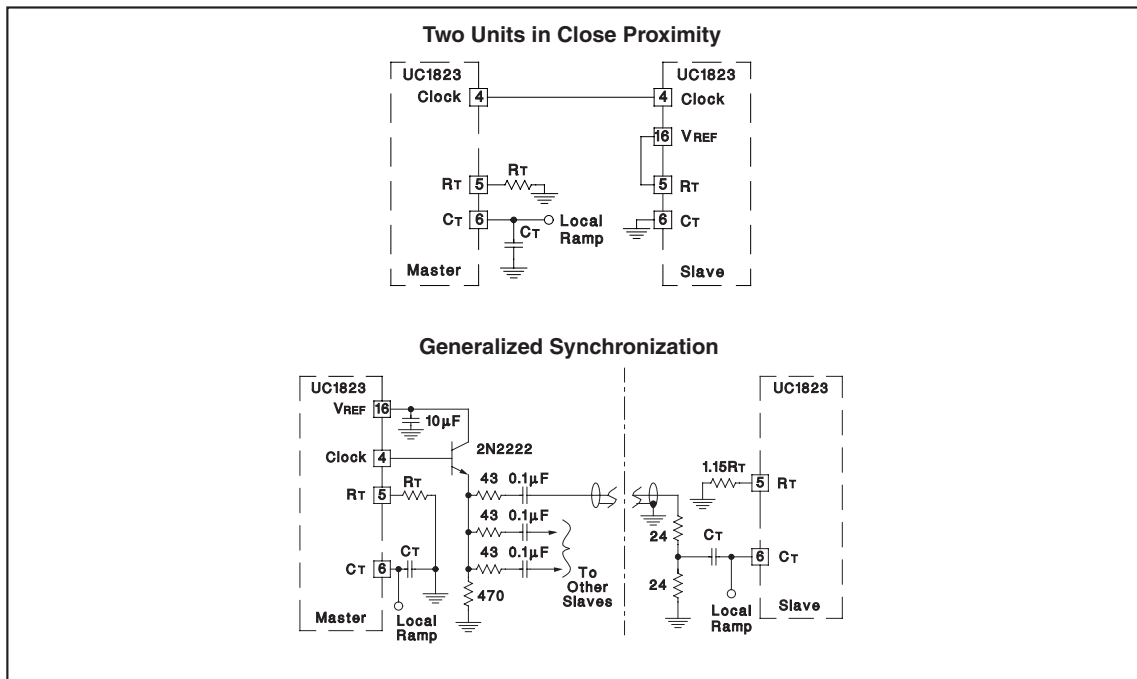 Two Units in Close Proximity
UC1823
UC1823
Clock 4
4 Clock
16 VREF
RT 5 RT
5 RT
CT 6
CT
Local
Ramp
6 CT
Master
Slave
Generalized Synchronization
UC1823
UC1823
VREF 16
10µF
2N2222
Clock 4
43 0.1µF
1.15RT
5 RT
RT 5
RT
43 0.1µF
24
CT
43 0.1µF
CT 6
CT
6 CT
To
Other
Slaves
470
24
Local
Ramp
Local
Ramp
Master
Slave